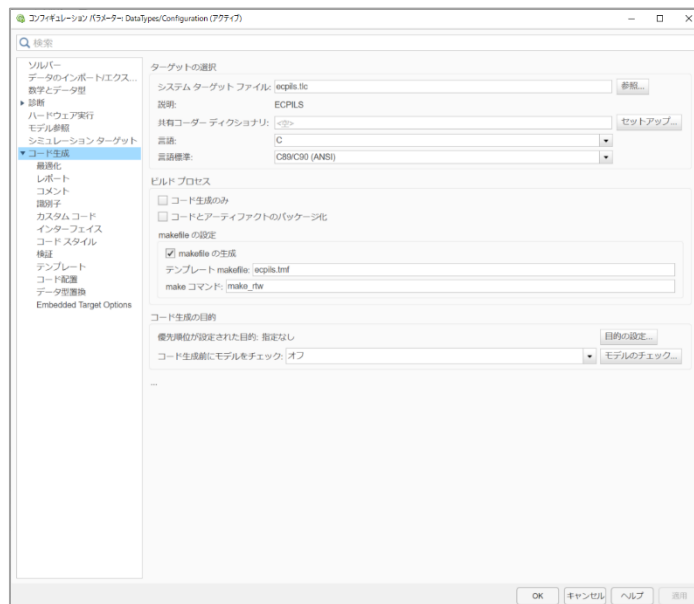 コンフィギュレーション パラメーター: DataTypes/Configuration (アクティブ)
検索
ソルバー
データのインポート/エクス...
数学とデータ型
診断
ハードウェア実行
モデル参照
シミュレーション ターゲット
コード生成
最適化
レポート
コメント
識別子
カスタム コード
インターフェイス
コード スタイル
検証
テンプレート
コード配置
データ型置換
Embedded Target Options
ターゲットの選択
システム ターゲット ファイル: ecpils.tlc 参照...
説明: ECPILS
共有コーダー ディクショナリ: <空> セットアップ...
言語: C
言語標準: C89/C90 (ANSI)
ビルド プロセス
コード生成のみ
コードとアーティファクトのパッケージ化
makefile の設定
makefile の生成
テンプレート makefile: ecpils.tmf
make コマンド: make_rtw
コード生成の目的
優先順位が設定された目的: 指定なし 目的の設定...
コード生成前にモデルをチェック: オフ モデルのチェック...
...
OK キャンセル ヘルプ 適用